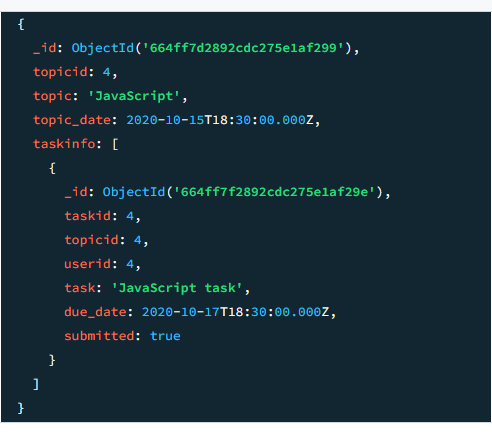 {
  _id: ObjectId('664ff7d2892cdc275e1af299'),
  topicid: 4,
  topic: 'JavaScript',
  topic_date: 2020-10-15T18:30:00.000Z,
  taskinfo: [
    {
      _id: ObjectId('664ff7f2892cdc275e1af29e'),
      taskid: 4,
      topicid: 4,
      userid: 4,
      task: 'JavaScript task',
      due_date: 2020-10-17T18:30:00.000Z,
      submitted: true
    }
  ]
}